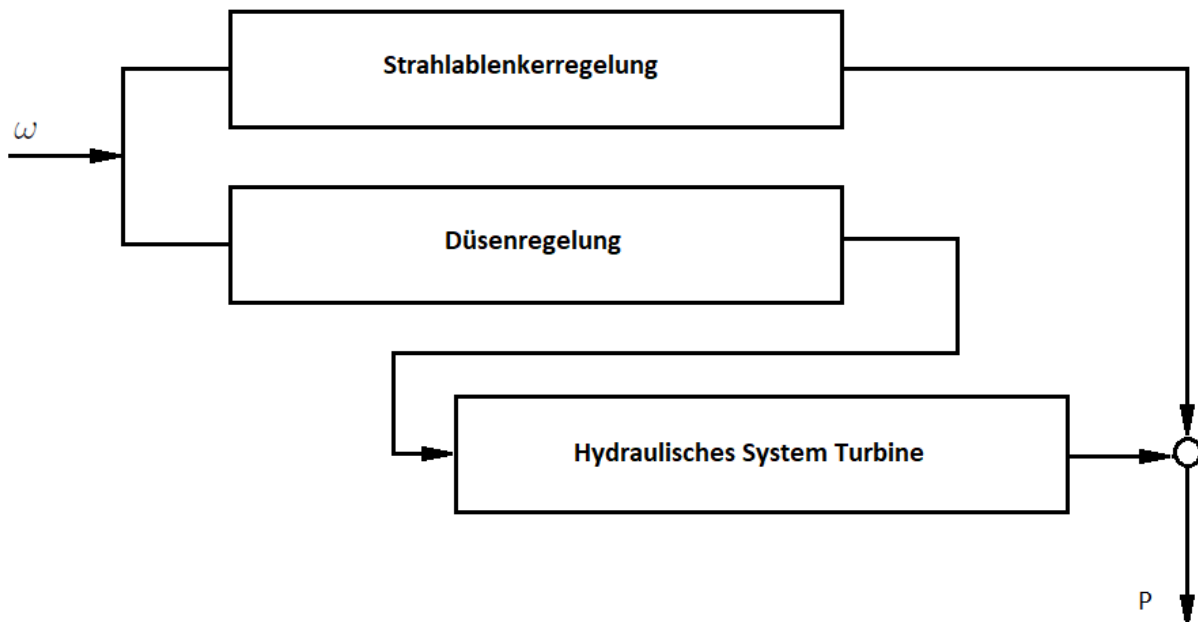 Strahlablenkerregelung
ω
Düsenregelung
Hydraulisches System Turbine
P